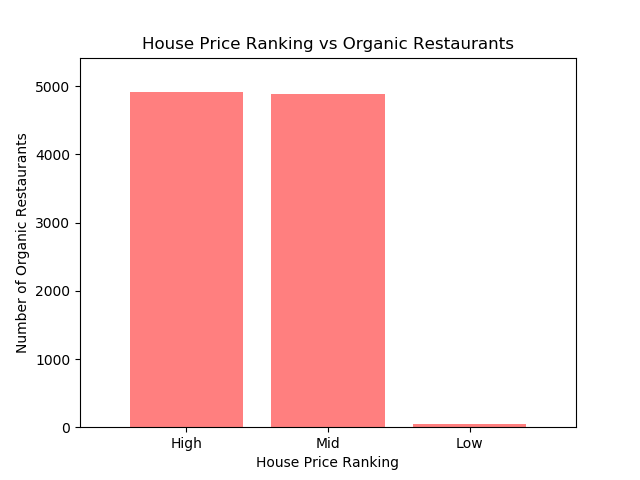 House Price Ranking vs Organic Restaurants
Number of Organic Restaurants
5000
4000
3000
2000
1000
0
High Mid Low
House Price Ranking